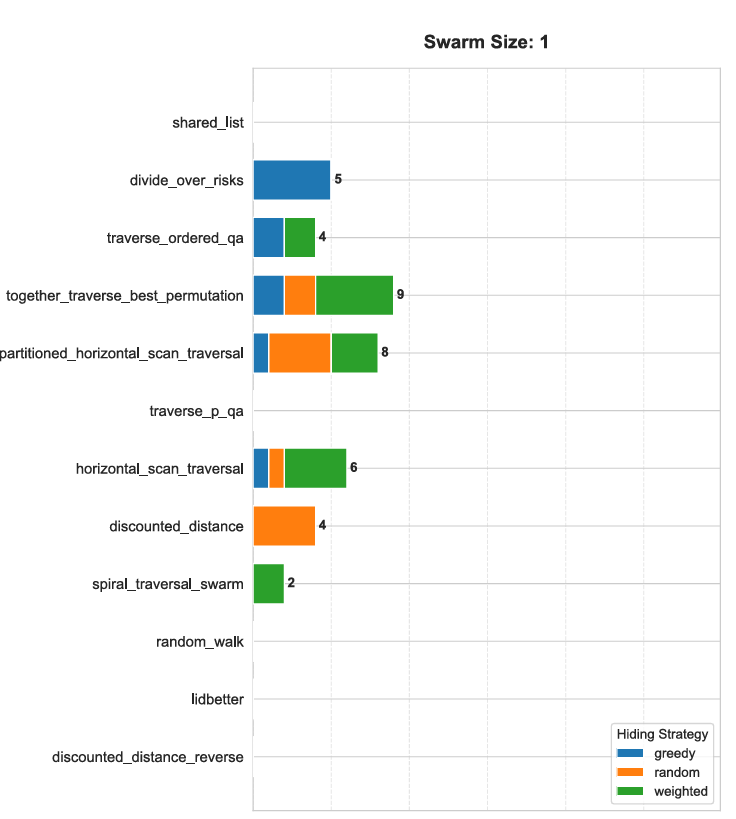 Swarm Size: 1
shared_list
divide_over_risks
5
traverse_ordered_qa
4
together_traverse_best_permutation
9
partitioned_horizontal_scan_traversal
8
traverse_p_qa
horizontal_scan_traversal
6
discounted_distance
4
spiral_traversal_swarm
2
random_walk
lidbetter
discounted_distance_reverse
Hiding Strategy
greedy
random
weighted